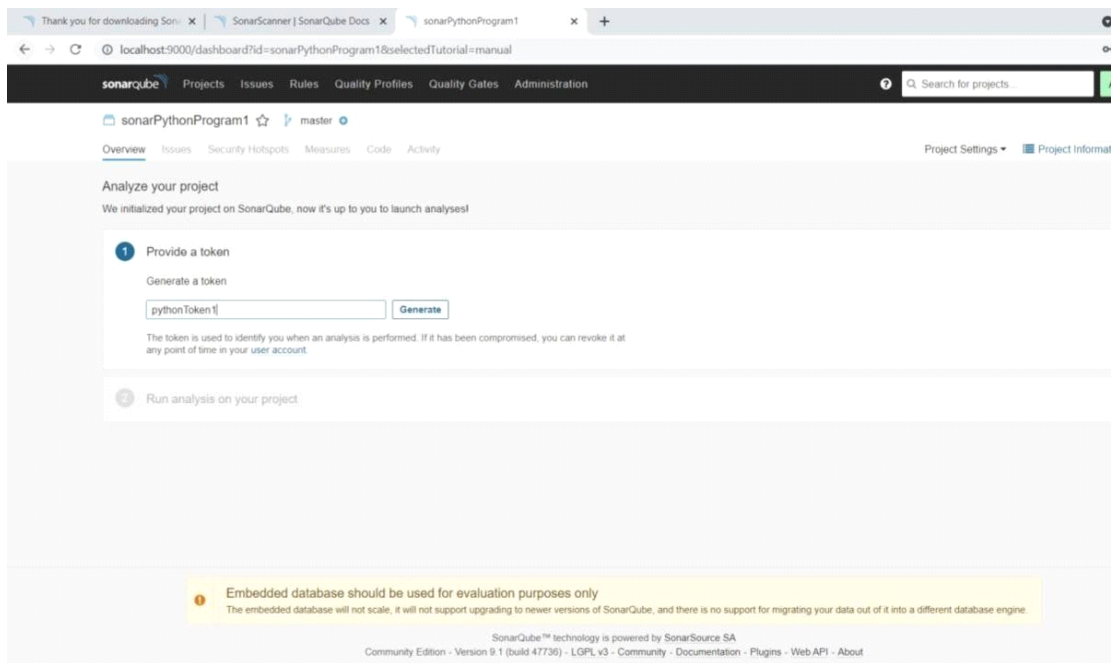 Thank you for downloading Son SonarScanner | SonarQube Docs sonarPythonProgram1
localhost:9000/dashboard?id=sonarPythonProgram1&selectedTutorial=manual
sonarqube Projects Issues Rules Quality Profiles Quality Gates Administration Search for projects...
sonarPythonProgram1 master
Overview Issues Security Hotspots Measures Code Activity Project Settings Project Informat
Analyze your project
We initialized your project on SonarQube, now it's up to you to launch analyses!
1 Provide a token
Generate a token
pythonToken1 Generate
The token is used to identify you when an analysis is performed. If it has been compromised, you can revoke it at
any point of time in your user account.
2 Run analysis on your project
Embedded database should be used for evaluation purposes only
The embedded database will not scale, it will not support upgrading to newer versions of SonarQube, and there is no support for migrating your data out of it into a different database engine.
SonarQube™ technology is powered by SonarSource SA
Community Edition - Version 9.1 (build 47736) - LGPL v3 - Community - Documentation - Plugins - Web API - About